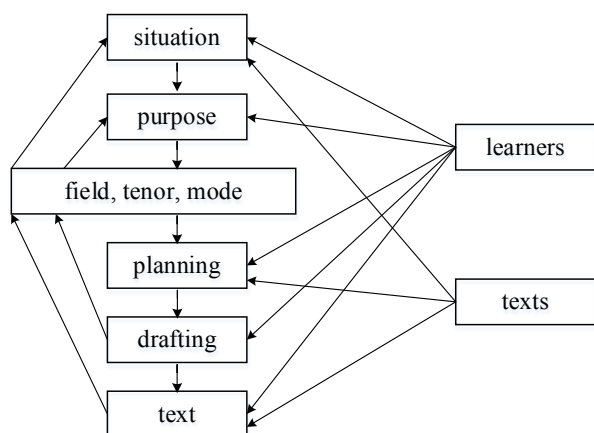 situation
purpose
learners
field, tenor, mode
planning
texts
drafting
text